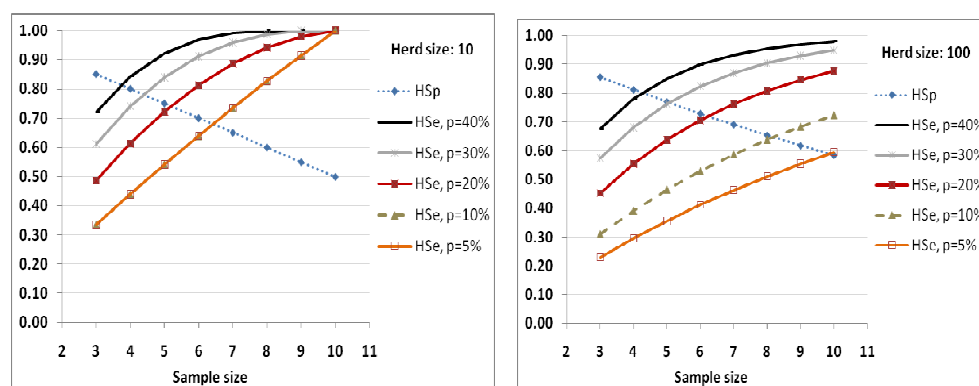 1.00
0.90
0.80
0.70
0.60
0.50
0.40
0.30
0.20
0.10
0.00
2 3 4 5 6 7 8 9 10 11
Sample size
Herd size: 10
HSp
HSe, p=40%
HSe, p=30%
HSe, p=20%
HSe, p=10%
HSe, p=5%
1.00
0.90
0.80
0.70
0.60
0.50
0.40
0.30
0.20
0.10
0.00
2 3 4 5 6 7 8 9 10 11
Sample size
Herd size: 100
HSp
HSe, p=40%
HSe, p=30%
HSe, p=20%
HSe, p=10%
HSe, p=5%